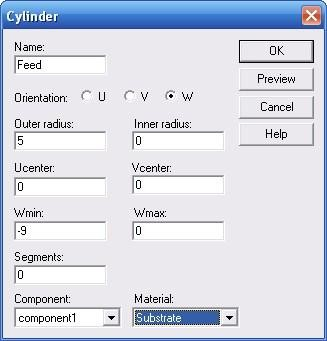 Cylinder
Name:
OK
Feed
Preview
Orientation: U V W
Cancel
Outer radius: Inner radius:
5 0
Help
Ucenter: Vcenter:
0 0
Wmin: Wmax:
-9 0
Segments:
0
Component: Material:
component1 Substrate